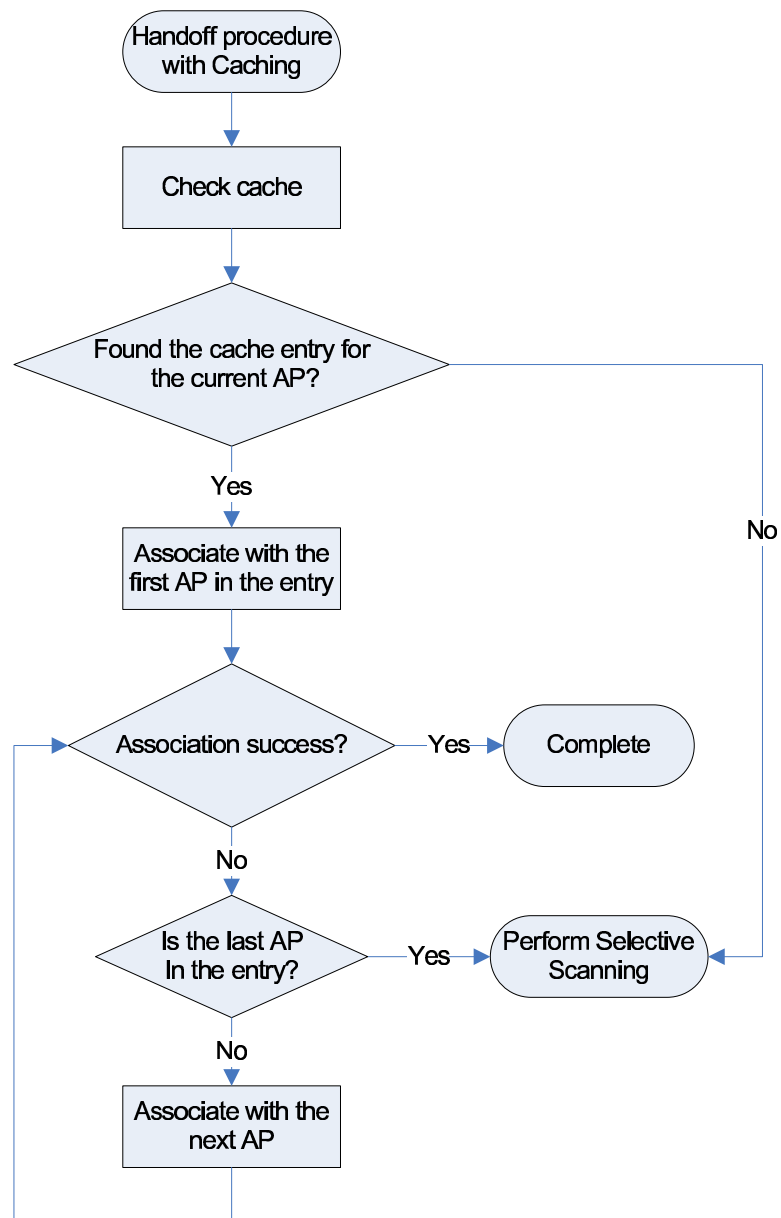 Handoff procedure
with Caching
Check cache
Found the cache entry for
the current AP?
Yes
No
Associate with the
first AP in the entry
Association success?
Yes
Complete
No
Is the last AP
In the entry?
Yes
Perform Selective
Scanning
No
Associate with the
next AP